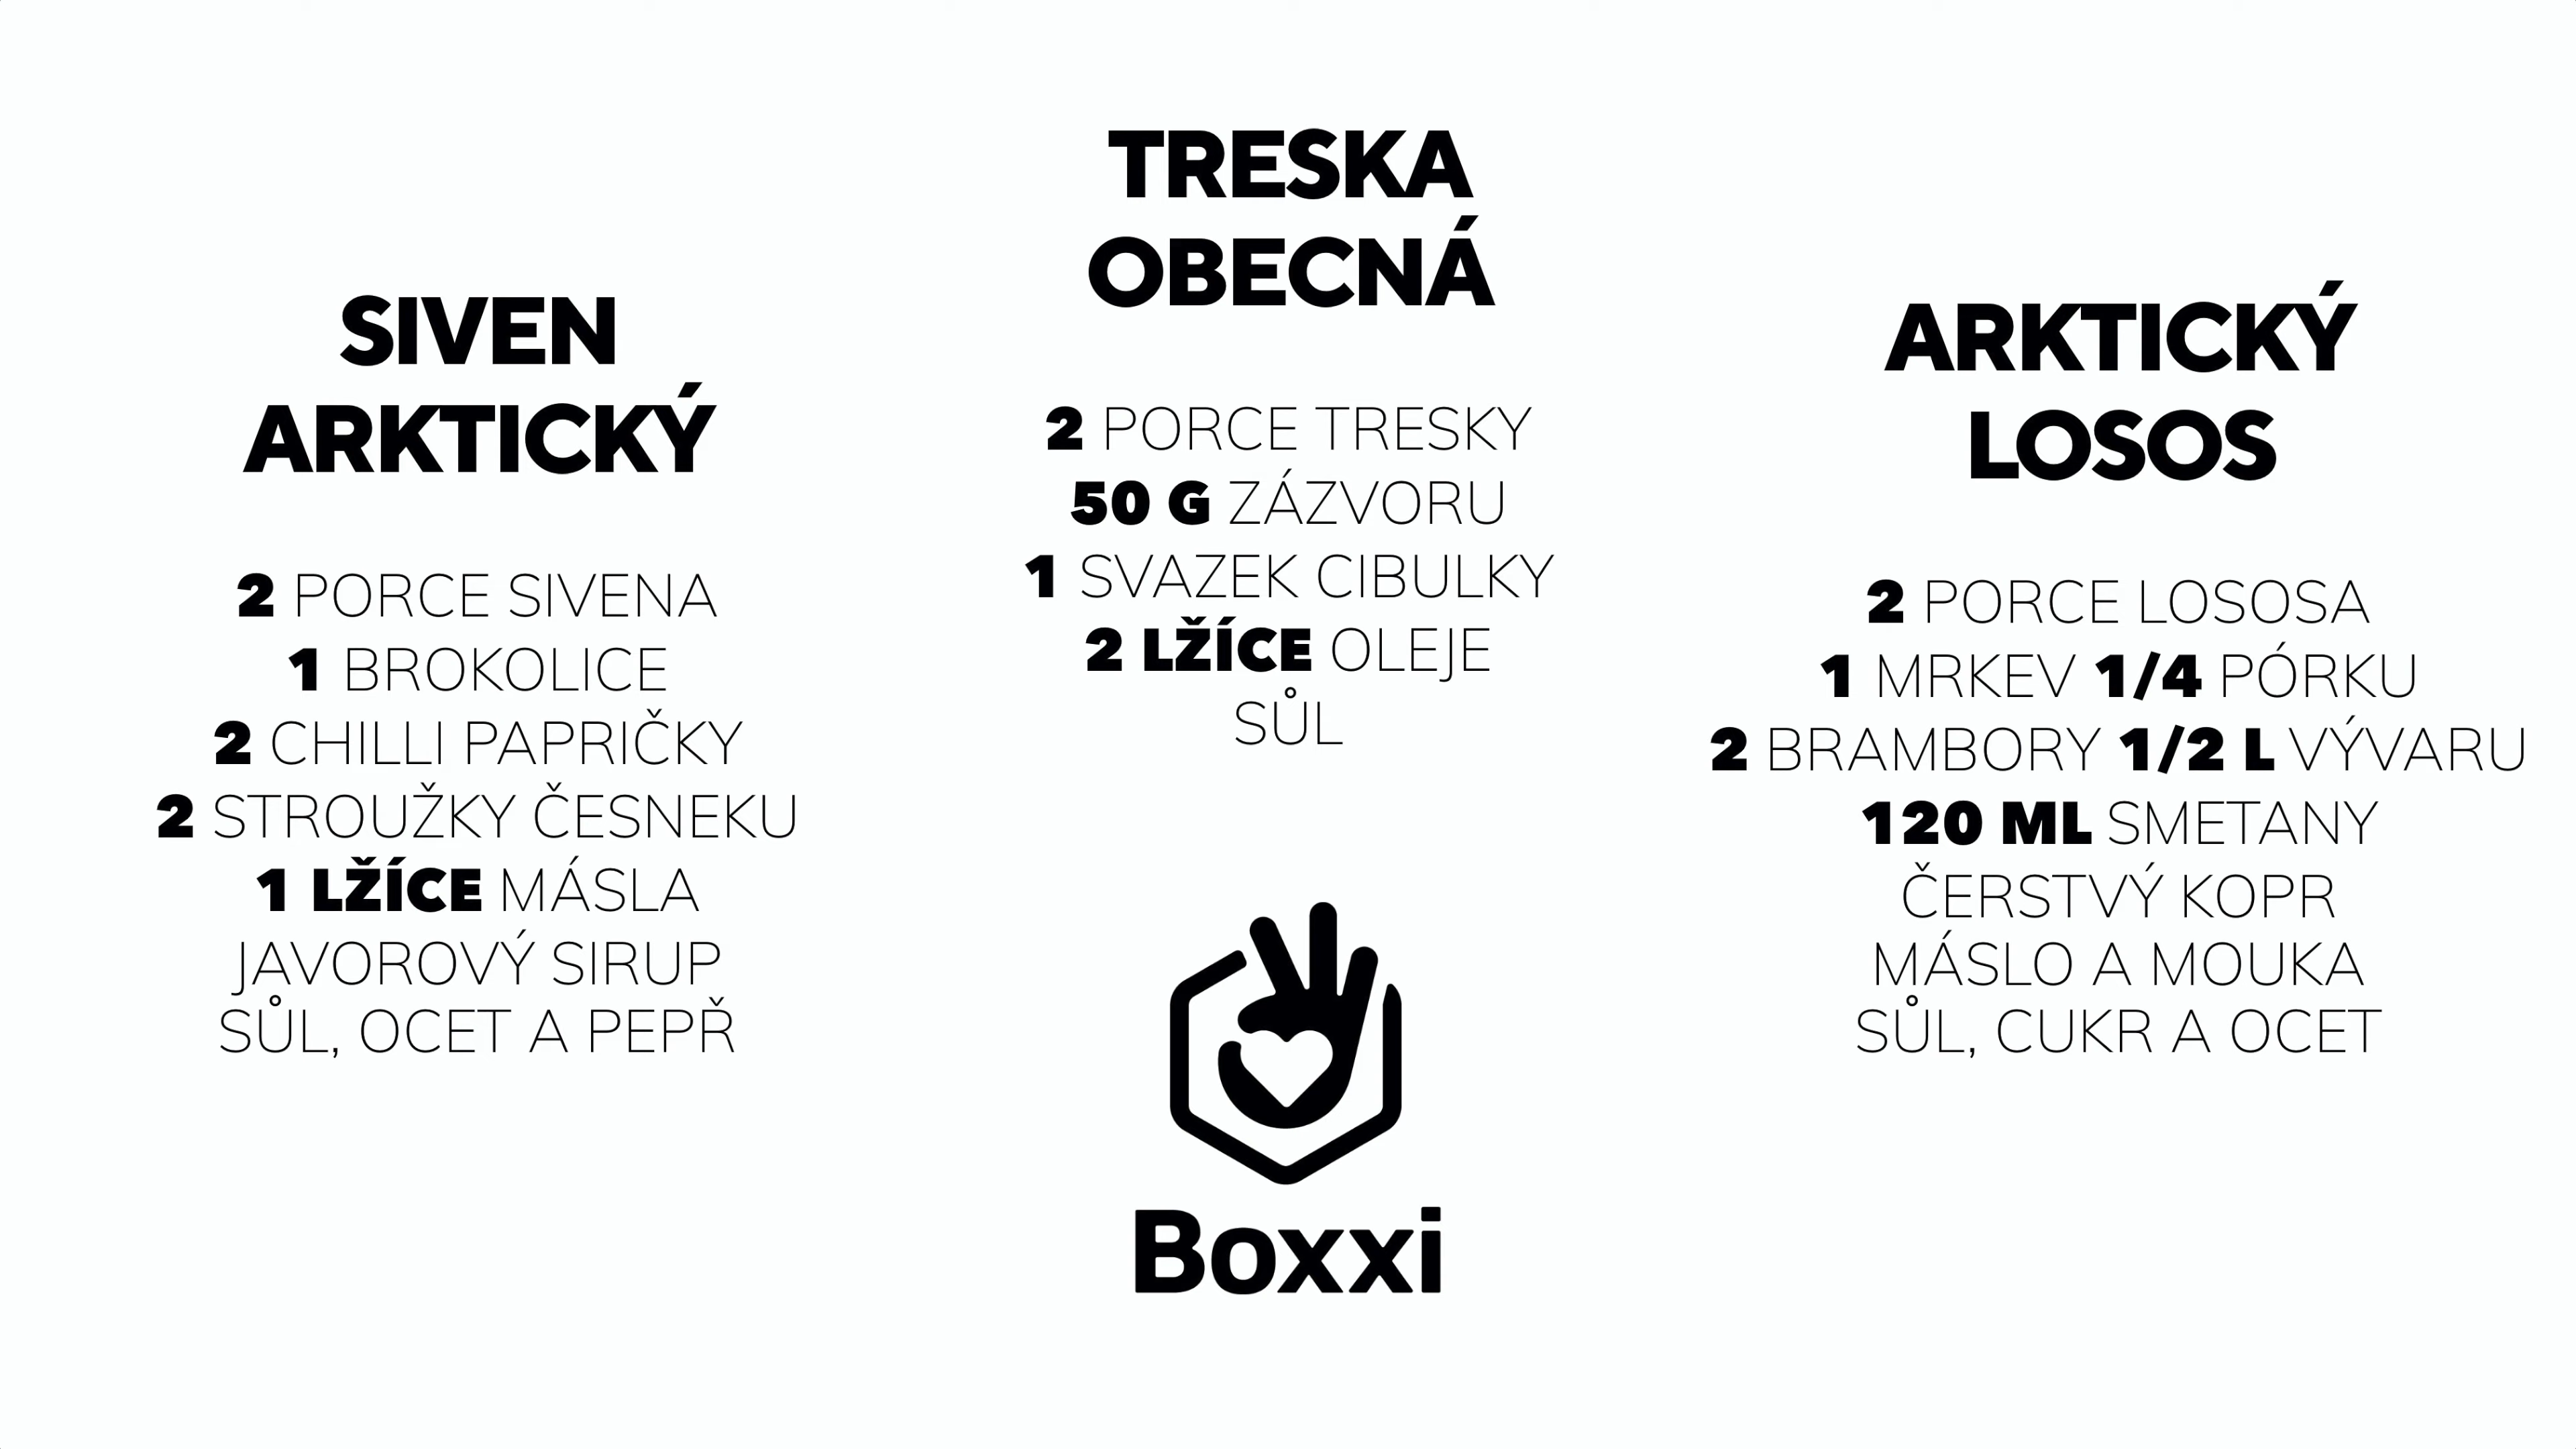 SIVEN
ARKTICKÝ
2 PORCE SIVENA
1 BROKOLICE
2 CHILLI PAPRIČKY
2 STROUŽKY ČESNEKU
1 LŽÍCE MÁSLA
JAVOROVÝ SIRUP
SŮL, OCET A PEPŘ
TRESKA
OBECNÁ
2 PORCE TRESKY
50 G ZÁZVORU
1 SVAZEK CIBULKY
2 LŽÍCE OLEJE
SŮL
Boxxi
ARKTICKÝ
LOSOS
2 PORCE LOSOSA
1 MRKEV 1/4 PÓRKU
2 BRAMBORY 1/2 L VÝVARU
120 ML SMETANY
ČERSTVÝ KOPR
MÁSLO A MOUKA
SŮL, CUKR A OCET